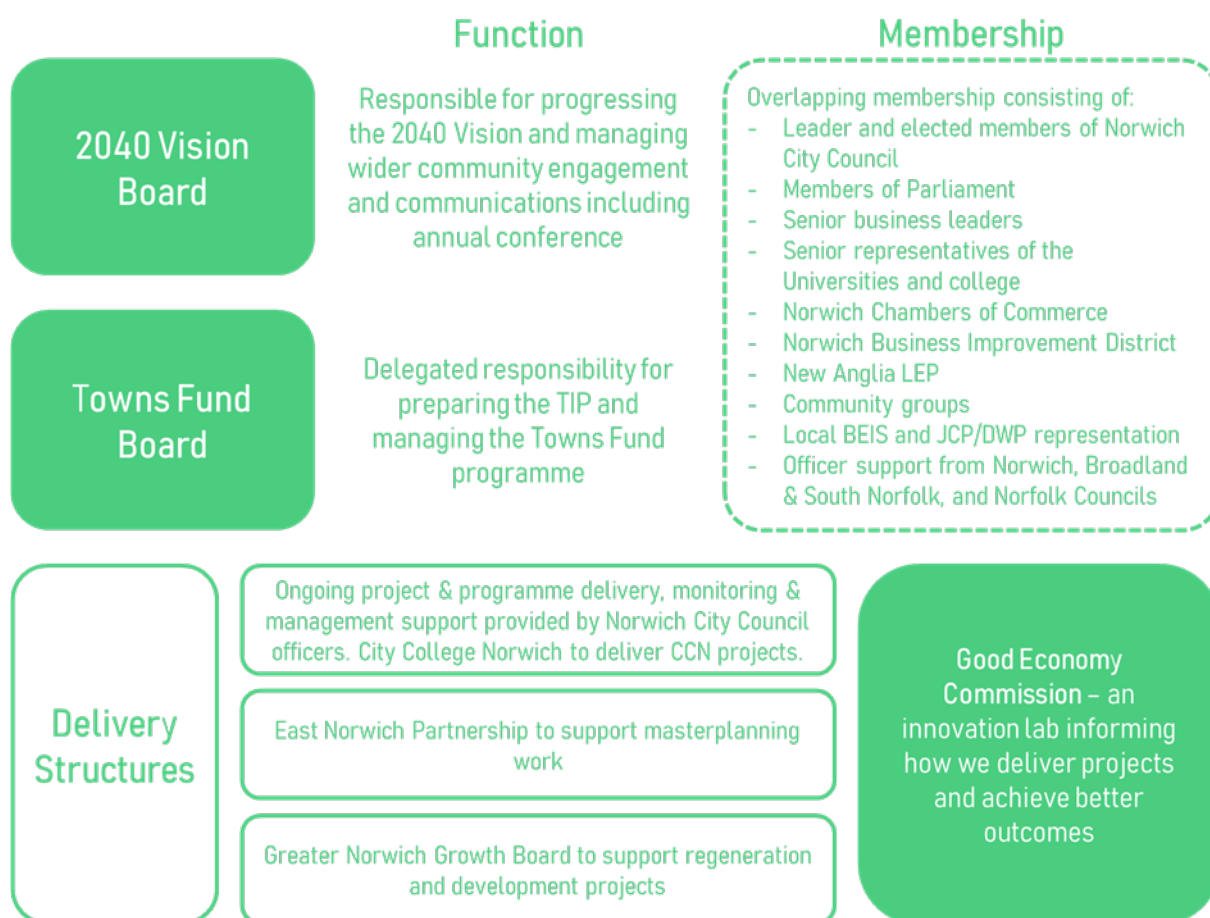 Function
Membership
2040 Vision
Board
Responsible for progressing
the 2040 Vision and managing
wider community engagement
and communications including
annual conference
Overlapping membership consisting of:
- Leader and elected members of Norwich
City Council
- Members of Parliament
- Senior business leaders
- Senior representatives of the
Universities and college
- Norwich Chambers of Commerce
- Norwich Business Improvement District
- New Anglia LEP
- Community groups
- Local BEIS and JCP/DWP representation
- Officer support from Norwich, Broadland
& South Norfolk, and Norfolk Councils
Towns Fund
Board
Delegated responsibility for
preparing the TIP and
managing the Towns Fund
programme
Delivery
Structures
Ongoing project & programme delivery, monitoring &
management support provided by Norwich City Council
officers. City College Norwich to deliver CCN projects.
East Norwich Partnership to support masterplanning
work
Greater Norwich Growth Board to support regeneration
and development projects
Good Economy
Commission – an
innovation lab informing
how we deliver projects
and achieve better
outcomes